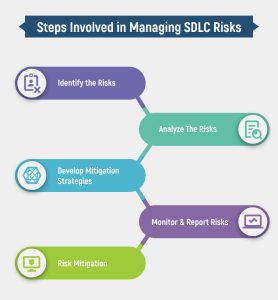 Steps Involved in Managing SDLC Risks
Identify the Risks
Analyze The Risks
Develop Mitigation
Strategies
Monitor & Report Risks
Risk Mitigation